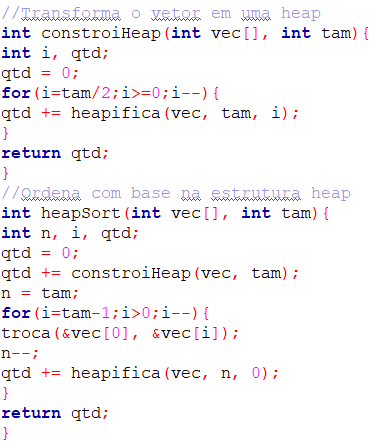 //Transforma o vetor em uma heap
int constroiHeap(int vec[], int tam){
int i, qtd;
qtd = 0;
for(i=tam/2;i>=0;i--){
qtd += heapifica(vec, tam, i);
}
return qtd;
}
//Ordena com base na estrutura heap
int heapSort(int vec[], int tam){
int n, i, qtd;
qtd = 0;
qtd += constroiHeap(vec, tam);
n = tam;
for(i=tam-1;i>0;i--){
troca(&vec[0], &vec[i]);
n--;
qtd += heapifica(vec, n, 0);
}
return qtd;
}